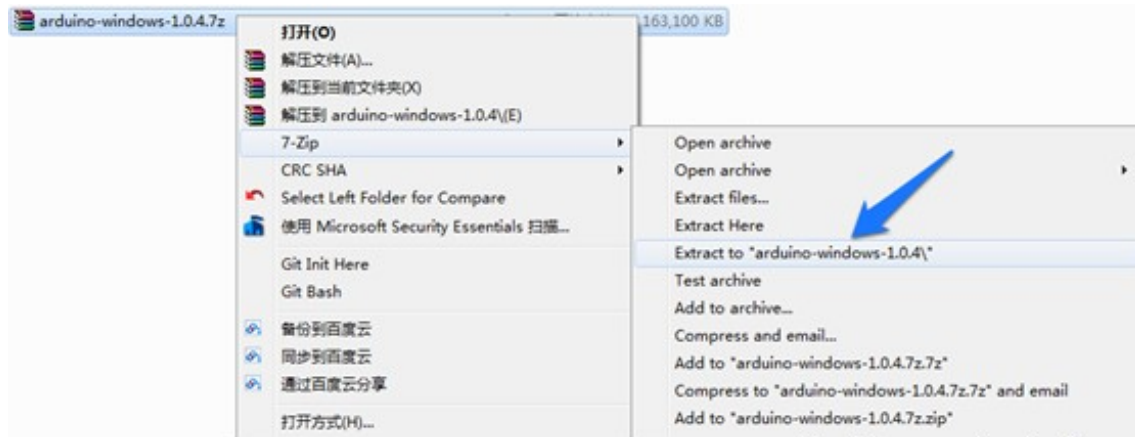 arduino-windows-1.0.4.7z
163,100 KB
打开(O)
解压文件(A)...
解压到当前文件夹(X)
解压到 arduino-windows-1.0.4\(E)
7-Zip
CRC SHA
Select Left Folder for Compare
使用 Microsoft Security Essentials 扫描...
Git Init Here
Git Bash
备份到百度云
同步到百度云
通过百度云分享
打开方式(H)...
Open archive
Open archive
Extract files...
Extract Here
Extract to "arduino-windows-1.0.4\"
Test archive
Add to archive...
Compress and email...
Add to "arduino-windows-1.0.4.7z.7z"
Compress to "arduino-windows-1.0.4.7z.7z" and email
Add to "arduino-windows-1.0.4.7z.zip"